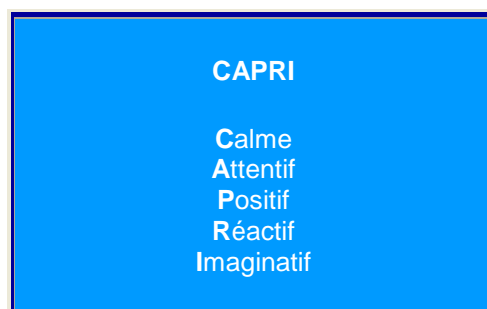 CAPRI
Calme
Attentif
Positif
Réactif
Imaginatif